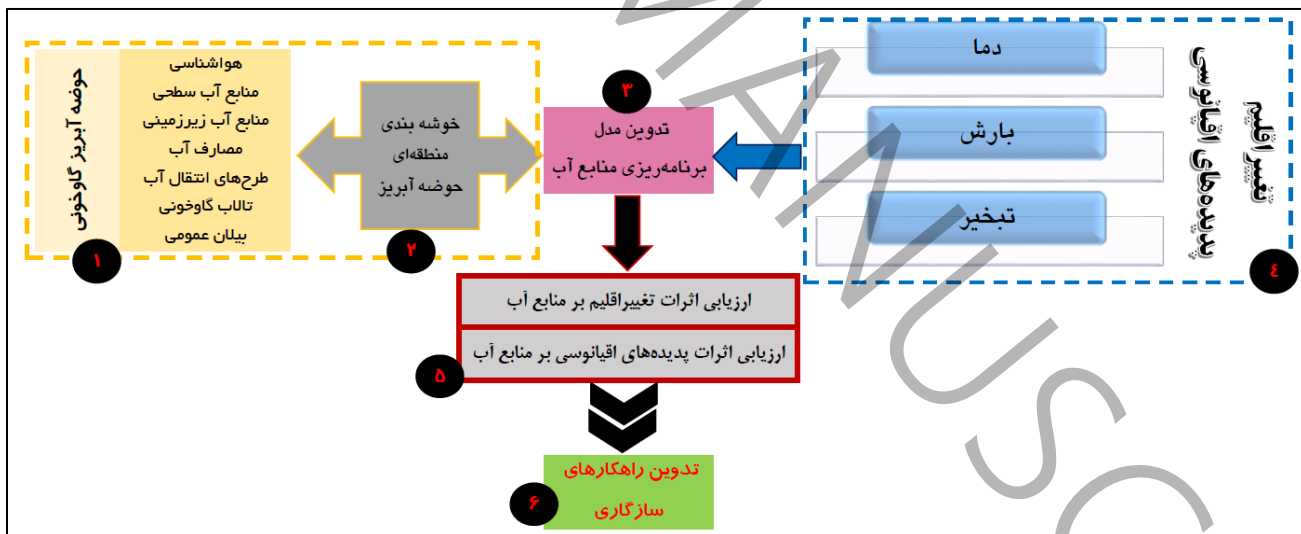 تغییراقلیم
پدیده‌های اقیانوسی
دما
بارش
تبخیر
٤
۳
تدوین مدل
برنامه‌ریزی منابع آب
خوشه بندی
منطقه‌ای
حوضه آبریز
۲
حوضه آبریز گاوخونی
هواشناسی
منابع آب سطحی
منابع آب زیرزمینی
مصارف آب
طرح‌های انتقال آب
تالاب گاوخونی
بیلان عمومی
۱
ارزیابی اثرات تغییراقلیم بر منابع آب
ارزیابی اثرات پدیده‌های اقیانوسی بر منابع آب
۵
تدوین راهکارهای
سازگاری
۶
MANUSC